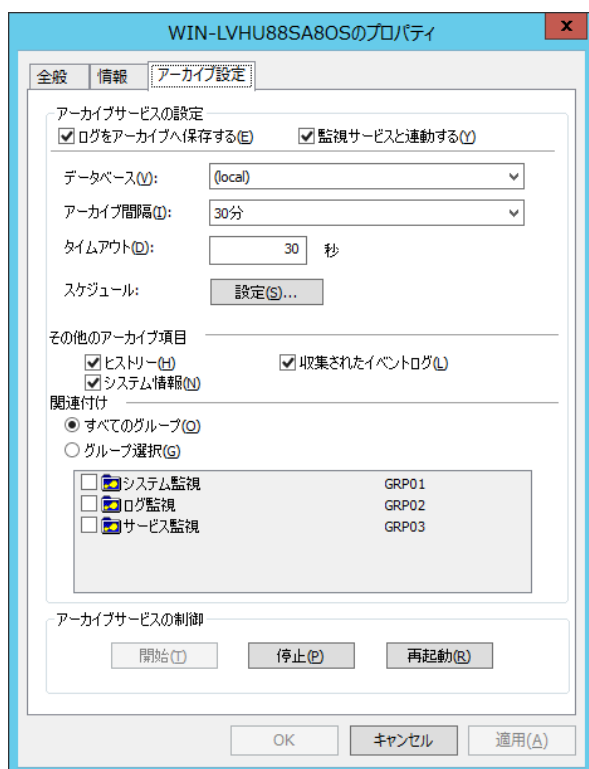 WIN-LVHU88SA8OSのプロパティ
x
全般 情報 アーカイブ設定
アーカイブサービスの設定
ログをアーカイブへ保存する(E) 監視サービスと連動する(Y)
データベース(V): (local)
アーカイブ間隔(I): 30分
タイムアウト(D): 30 秒
スケジュール: 設定(S)...
その他のアーカイブ項目
ヒストリー(H) 収集されたイベントログ(L)
システム情報(N)
関連付け
すべてのグループ(O)
グループ選択(G)
システム監視 GRP01
ログ監視 GRP02
サービス監視 GRP03
アーカイブサービスの制御
開始(T) 停止(P) 再起動(R)
OK キャンセル 適用(A)